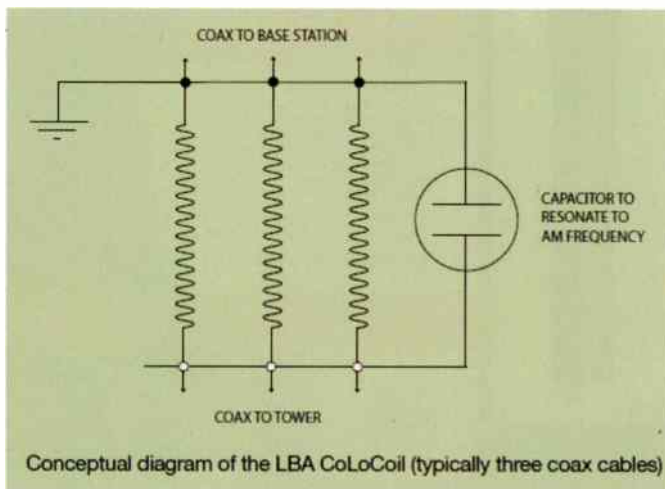 COAX TO BASE STATION
CAPACITOR TO
RESONATE TO
AM FREQUENCY
COAX TO TOWER
Conceptual diagram of the LBA CoLoCoil (typically three coax cables)